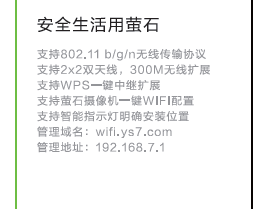 安全生活用萤石
支持802.11 b/g/n无线传输协议
支持2x2双天线，300M无线扩展
支持WPS一键中继扩展
支持萤石摄像机一键WIFI配置
支持智能指示灯明确安装位置
管理域名：wifi.ys7.com
管理地址：192.168.7.1